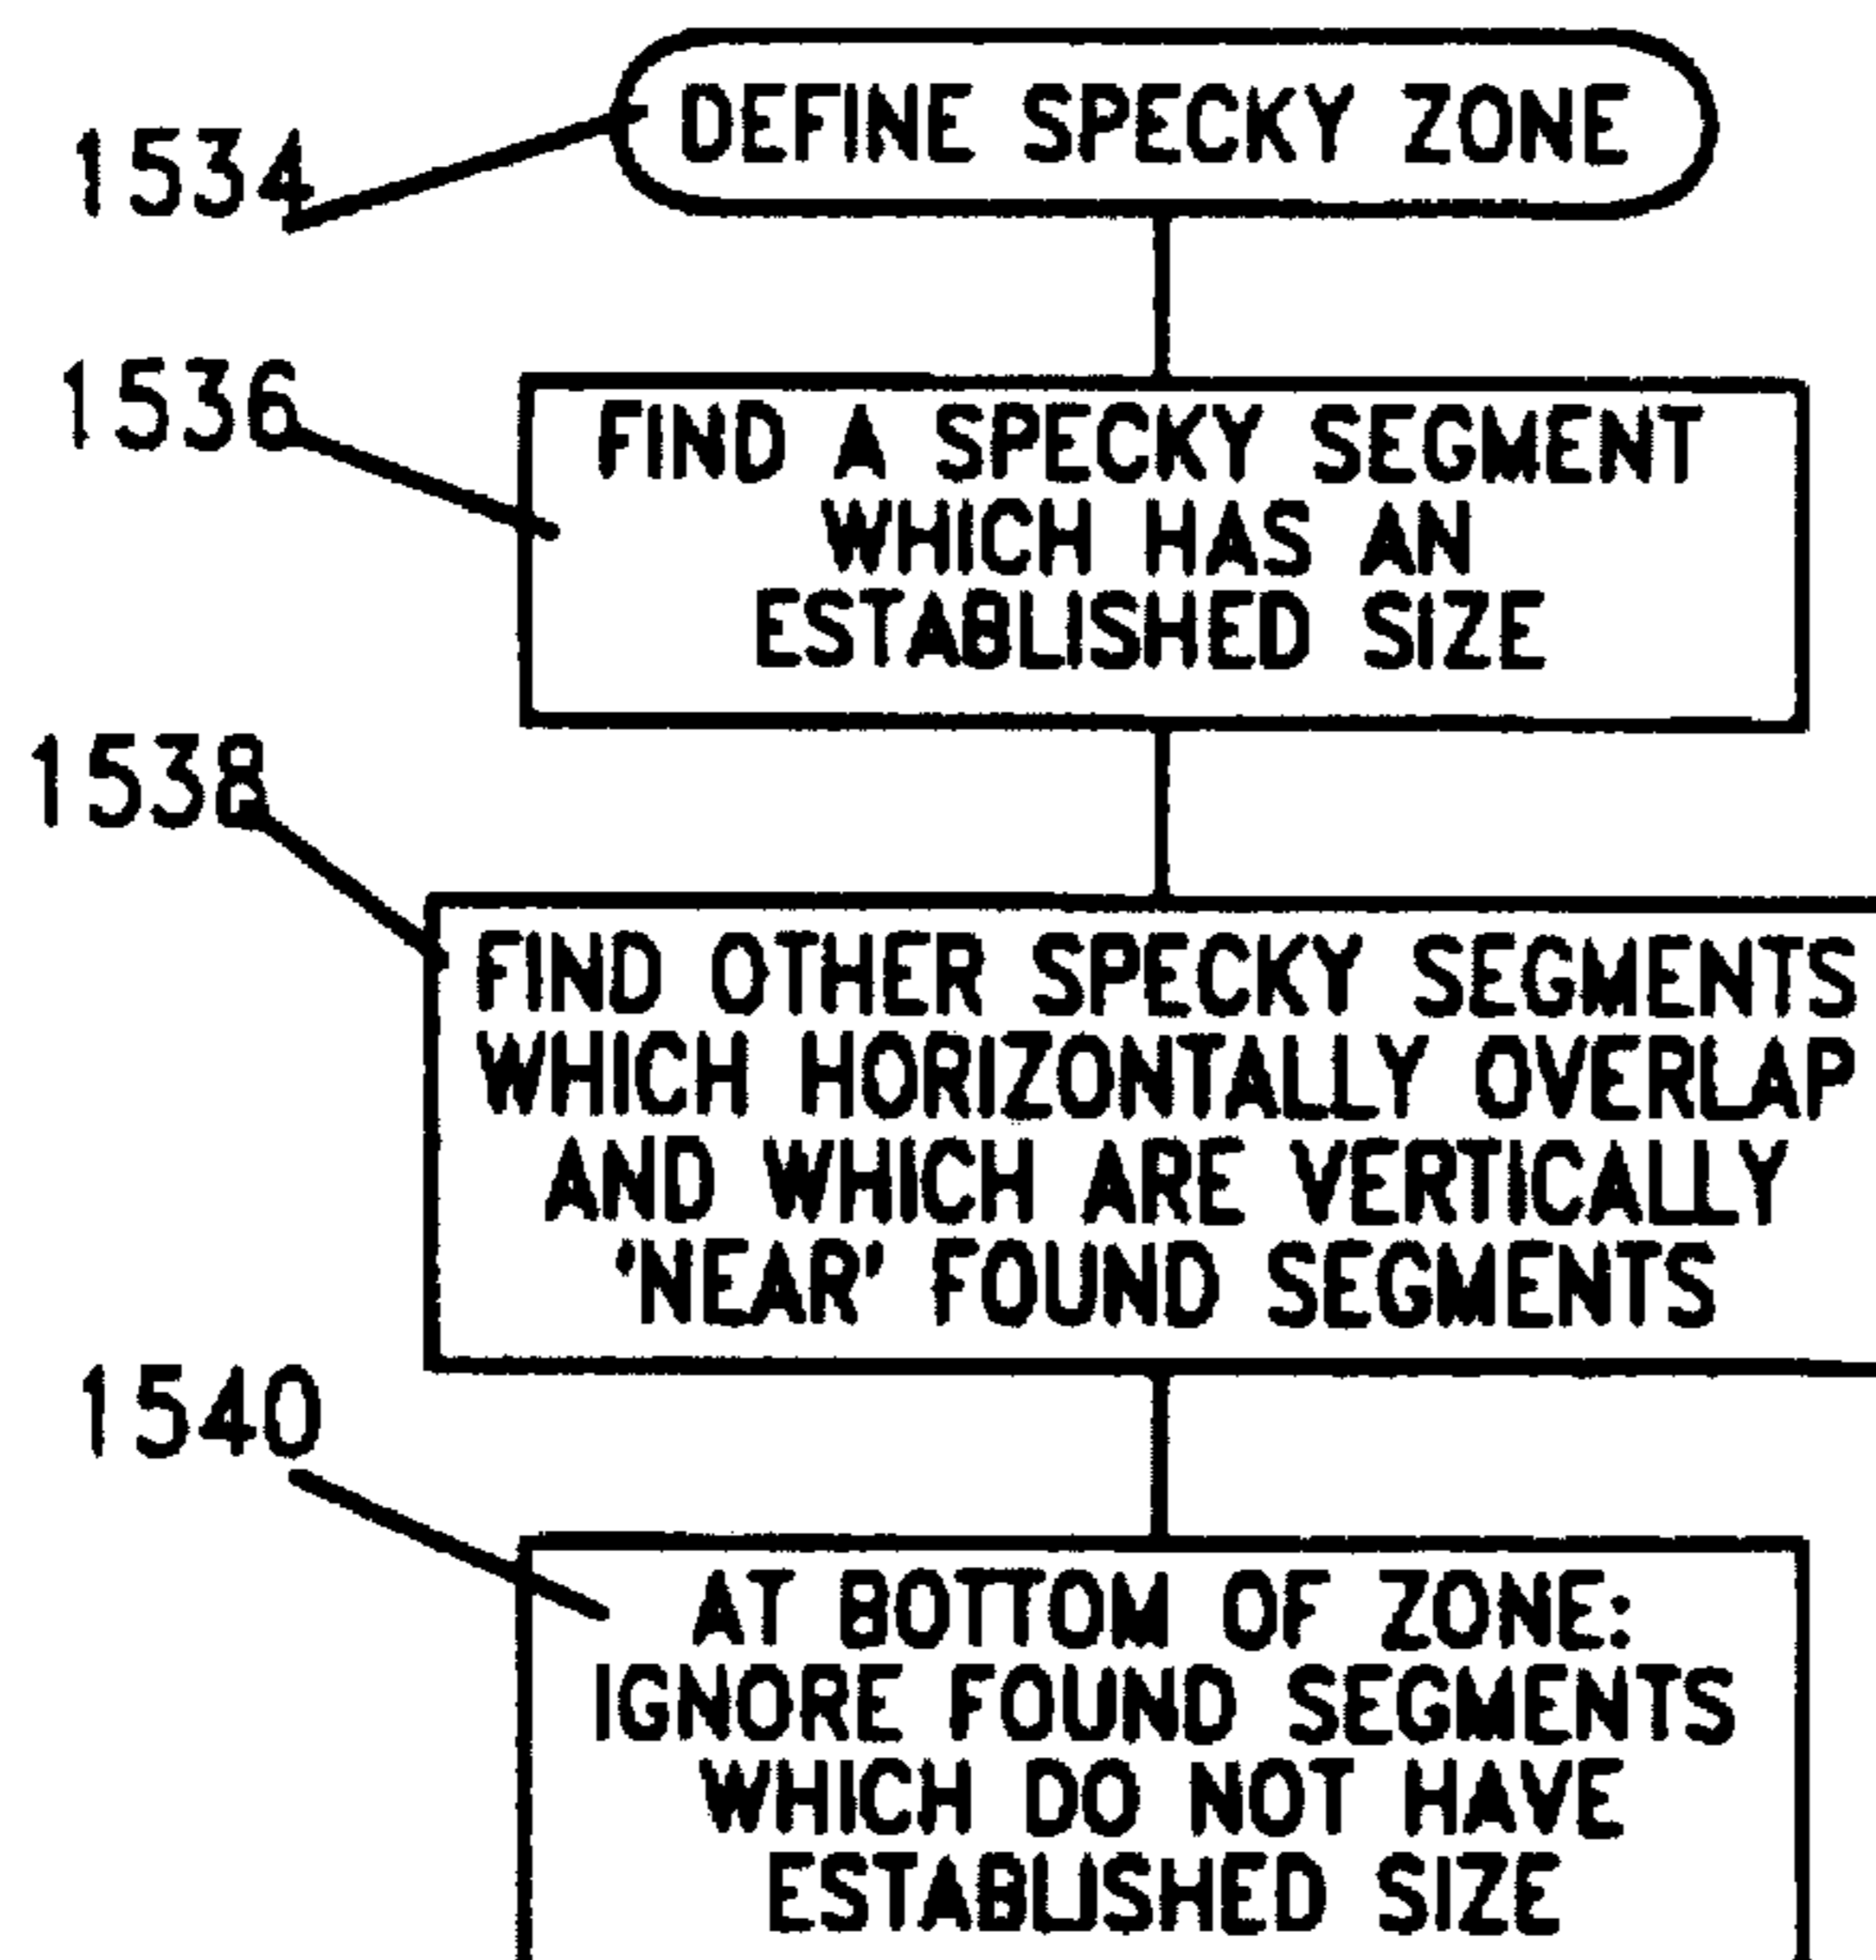 1534
DEFINE SPECKY ZONE
1536
FIND A SPECKY SEGMENT
WHICH HAS AN
ESTABLISHED SIZE
1538
FIND OTHER SPECKY SEGMENTS
WHICH HORIZONTALLY OVERLAP
AND WHICH ARE VERTICALLY
'NEAR' FOUND SEGMENTS
1540
AT BOTTOM OF ZONE:
IGNORE FOUND SEGMENTS
WHICH DO NOT HAVE
ESTABLISHED SIZE